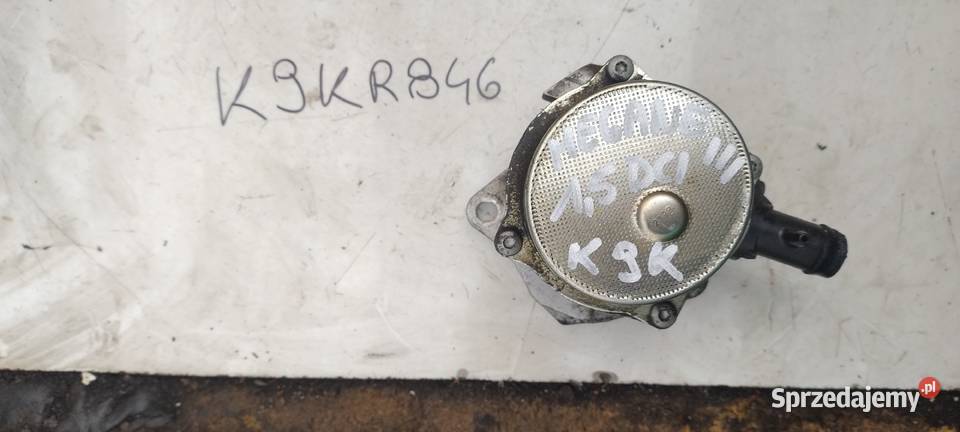 K9KR846
MEGANE III
1,5 DCI
K9K
Sprzedajemy.pl